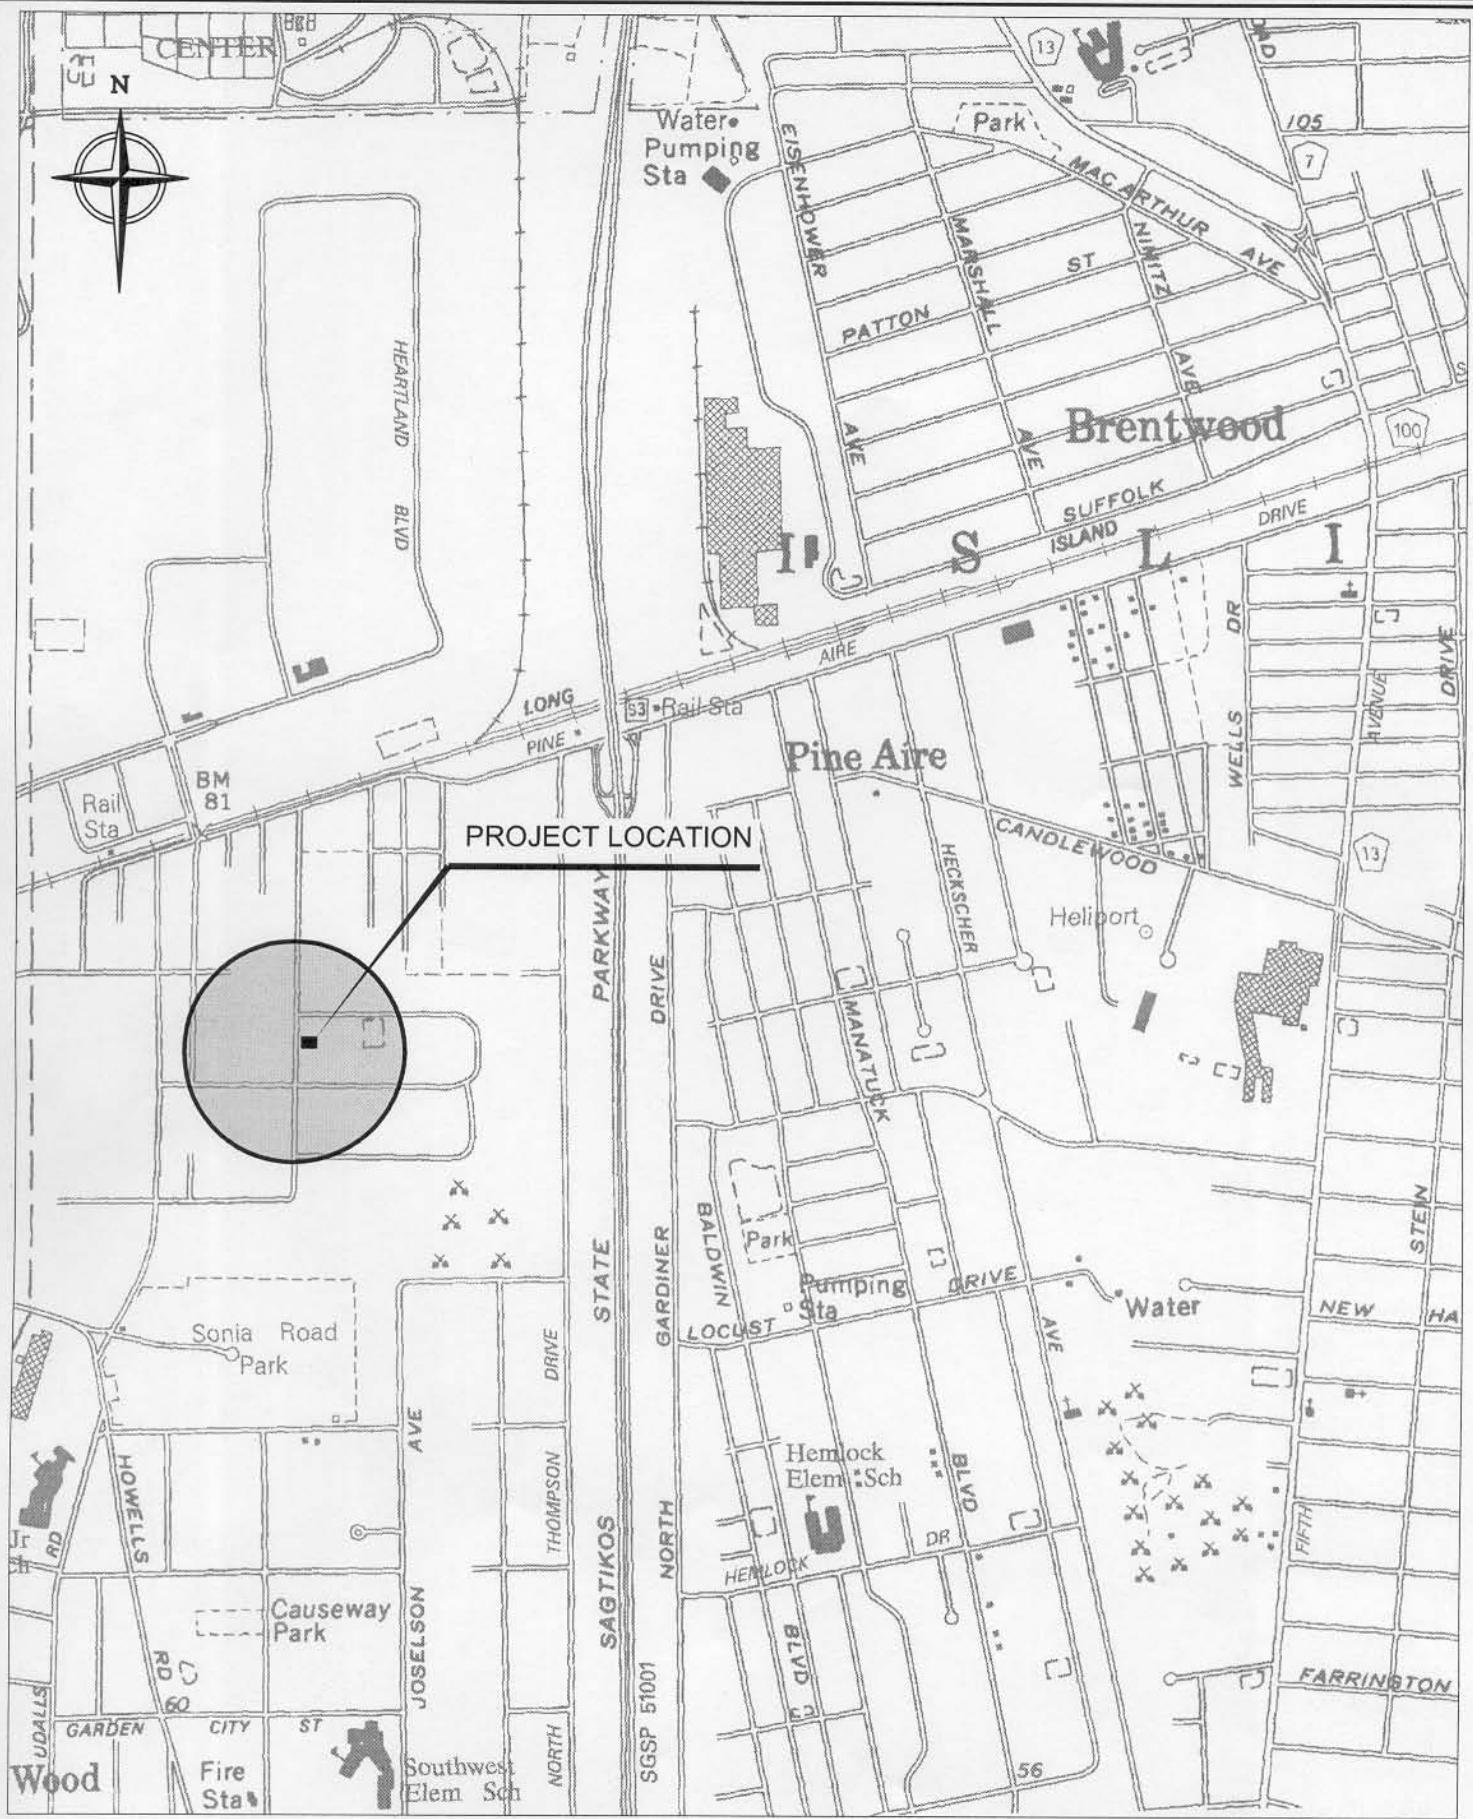 CENTER
N
13
Water
Pumping
Sta
Park
105
7
EISENHOWER
AVE
MAC ARTHUR
AVE
MARSHALL
AVE
NIMITZ
AVE
PATTON
ST
HEARTLAND
BLVD
Brentwood
100
SUFFOLK
I S L I
LONG
ISLAND
PINE
AIRE
DRIVE
S3
Rail Sta
Pine Aire
WELLS
DR
AVENUE
DRIVE
BM
81
Rail
Sta
PROJECT LOCATION
CANDLEWOOD
13
HECKSCHER
Heliport
PARKWAY
DRIVE
MANATUCK
BALDWIN
Park
STATE
GARDINER
Pumping
Sta
DRIVE
LOCUST
Water
STEIN
NEW
HA
Sonia Road
Park
DRIVE
AVE
AVE
HOWELLS
THOMPSON
Hemlock
Elem Sch
BLVD
Jr
RD
SAGTIKOS
NORTH
HEMLOCK
DR
FIFTH
Causeway
Park
JOSELSON
BLVD
RD
60
UDALLS
GARDEN
CITY
ST
FARRINGTON
Wood
Fire
Sta
Southwest
Elem Sch
NORTH
SGSP 51001
56